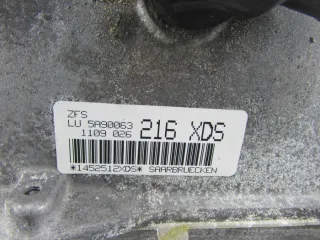 ZFS
LU 5A90063
1109 026 216 XDS
*1452512XDS* SAARBRUECKEN